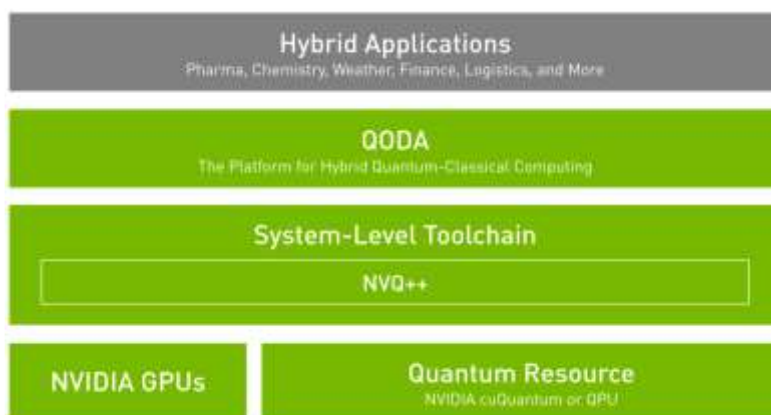 Hybrid Applications
Pharma, Chemistry, Weather, Finance, Logistics, and More
QODA
The Platform for Hybrid Quantum-Classical Computing
System-Level Toolchain
NVQ++
NVIDIA GPUs
Quantum Resource
NVIDIA cuQuantum or QPU